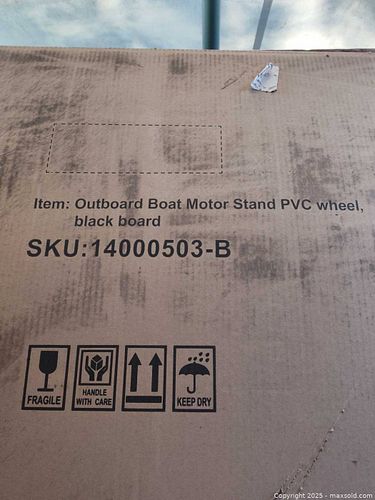 Item: Outboard Boat Motor Stand PVC wheel,
black board
SKU:14000503-B
FRAGILE
HANDLE
WITH CARE
KEEP DRY
Copyright 2025 - maxsold.com